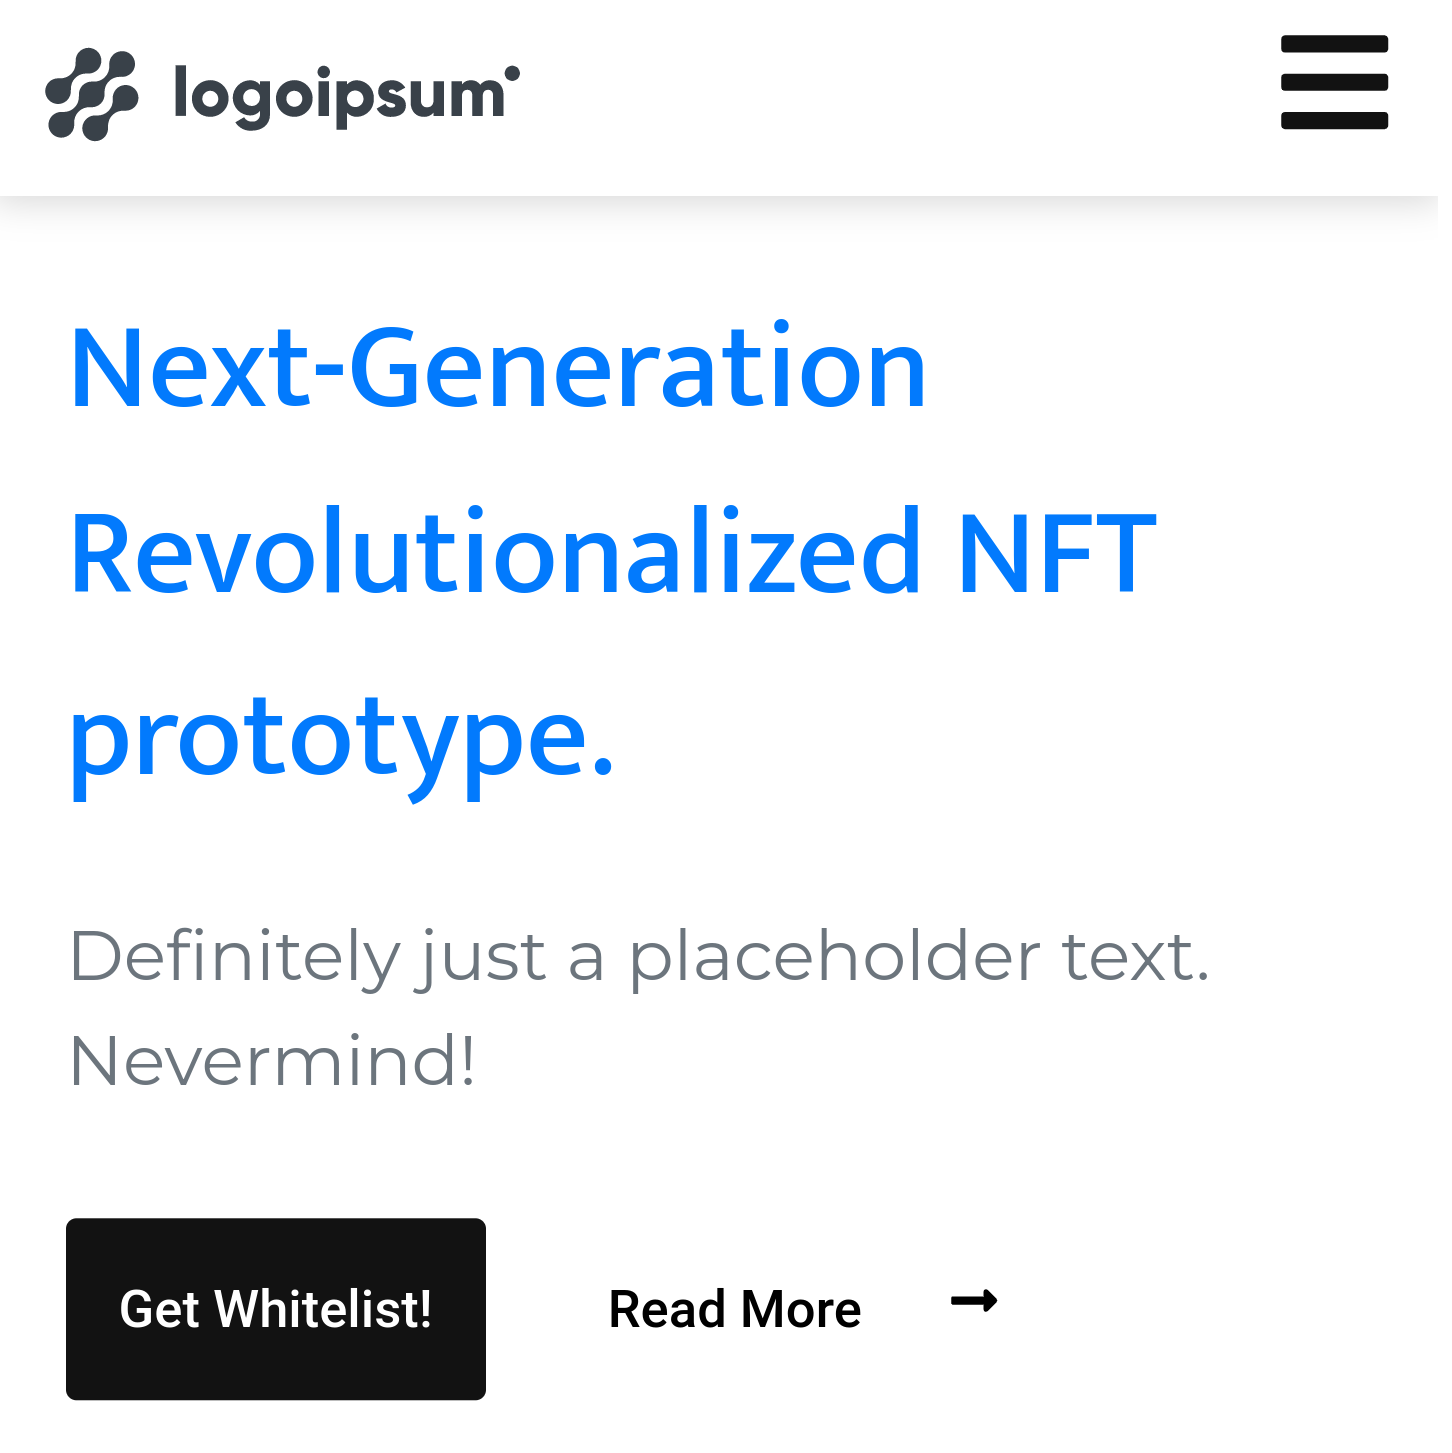 logoipsum
Next-Generation
Revolutionalized NFT
prototype.
Definitely just a placeholder text.
Nevermind!
Get Whitelist!
Read More